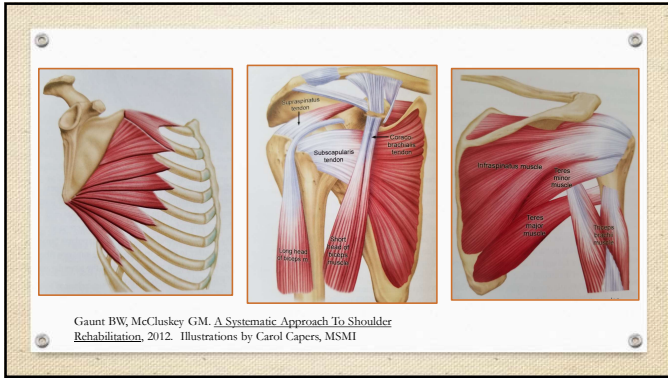 Supraspinatus
tendon
Coraco-
brachialis
tendon
Subscapularis
tendon
Long head
of biceps m.
Short
head of
biceps
muscle
Infraspinatus muscle
Teres
minor
muscle
Teres
major
muscle
Triceps
muscle
Gaunt BW, McCluskey GM. A Systematic Approach To Shoulder
Rehabilitation, 2012.  Illustrations by Carol Capers, MSMI